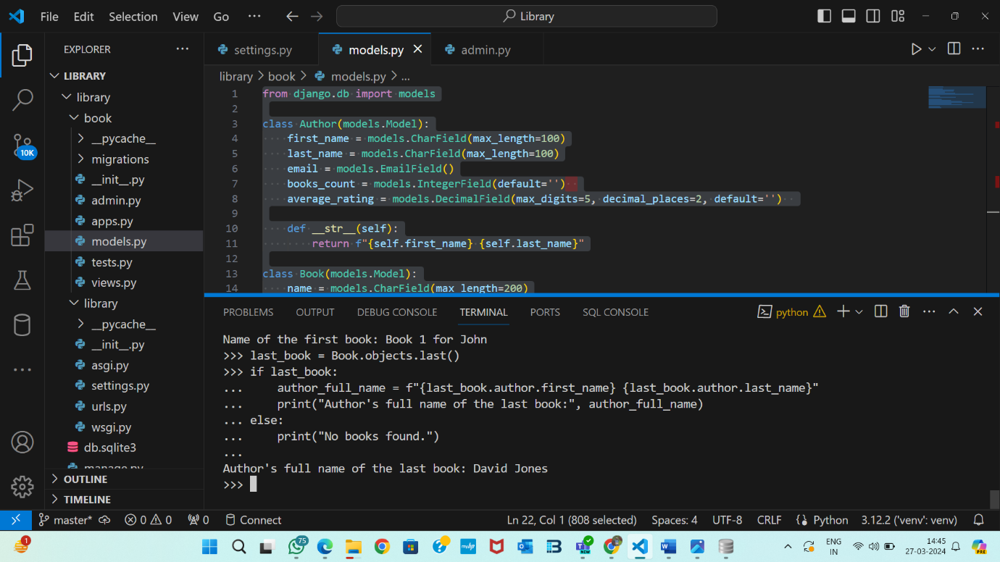 File Edit Selection View Go ··· Library
EXPLORER ···
settings.py models.py admin.py
LIBRARY
library
book
__pycache__
migrations
__init__.py
admin.py
apps.py
models.py
tests.py
views.py
library
__pycache__
__init__.py
asgi.py
settings.py
urls.py
wsgi.py
db.sqlite3
manage.py
OUTLINE
TIMELINE
10K
library > book > models.py > ...
1 from django.db import models
2
3 class Author(models.Model):
4 first_name = models.CharField(max_length=100)
5 last_name = models.CharField(max_length=100)
6 email = models.EmailField()
7 books_count = models.IntegerField(default='')
8 average_rating = models.DecimalField(max_digits=5, decimal_places=2, default='')
9
10 def __str__(self):
11 return f"{self.first_name} {self.last_name}"
12
13 class Book(models.Model):
14 name = models.CharField(max_length=200)
PROBLEMS OUTPUT DEBUG CONSOLE TERMINAL PORTS SQL CONSOLE python
Name of the first book: Book 1 for John
>>> last_book = Book.objects.last()
>>> if last_book:
... author_full_name = f"{last_book.author.first_name} {last_book.author.last_name}"
... print("Author's full name of the last book:", author_full_name)
... else:
... print("No books found.")
...
Author's full name of the last book: David Jones
>>>
master* 0 0 0 Connect Ln 22, Col 1 (808 selected) Spaces: 4 UTF-8 CRLF Python 3.12.2 ('venv': venv)
1 75 myhp NEW ENG 14:45 PRE
IN 27-03-2024